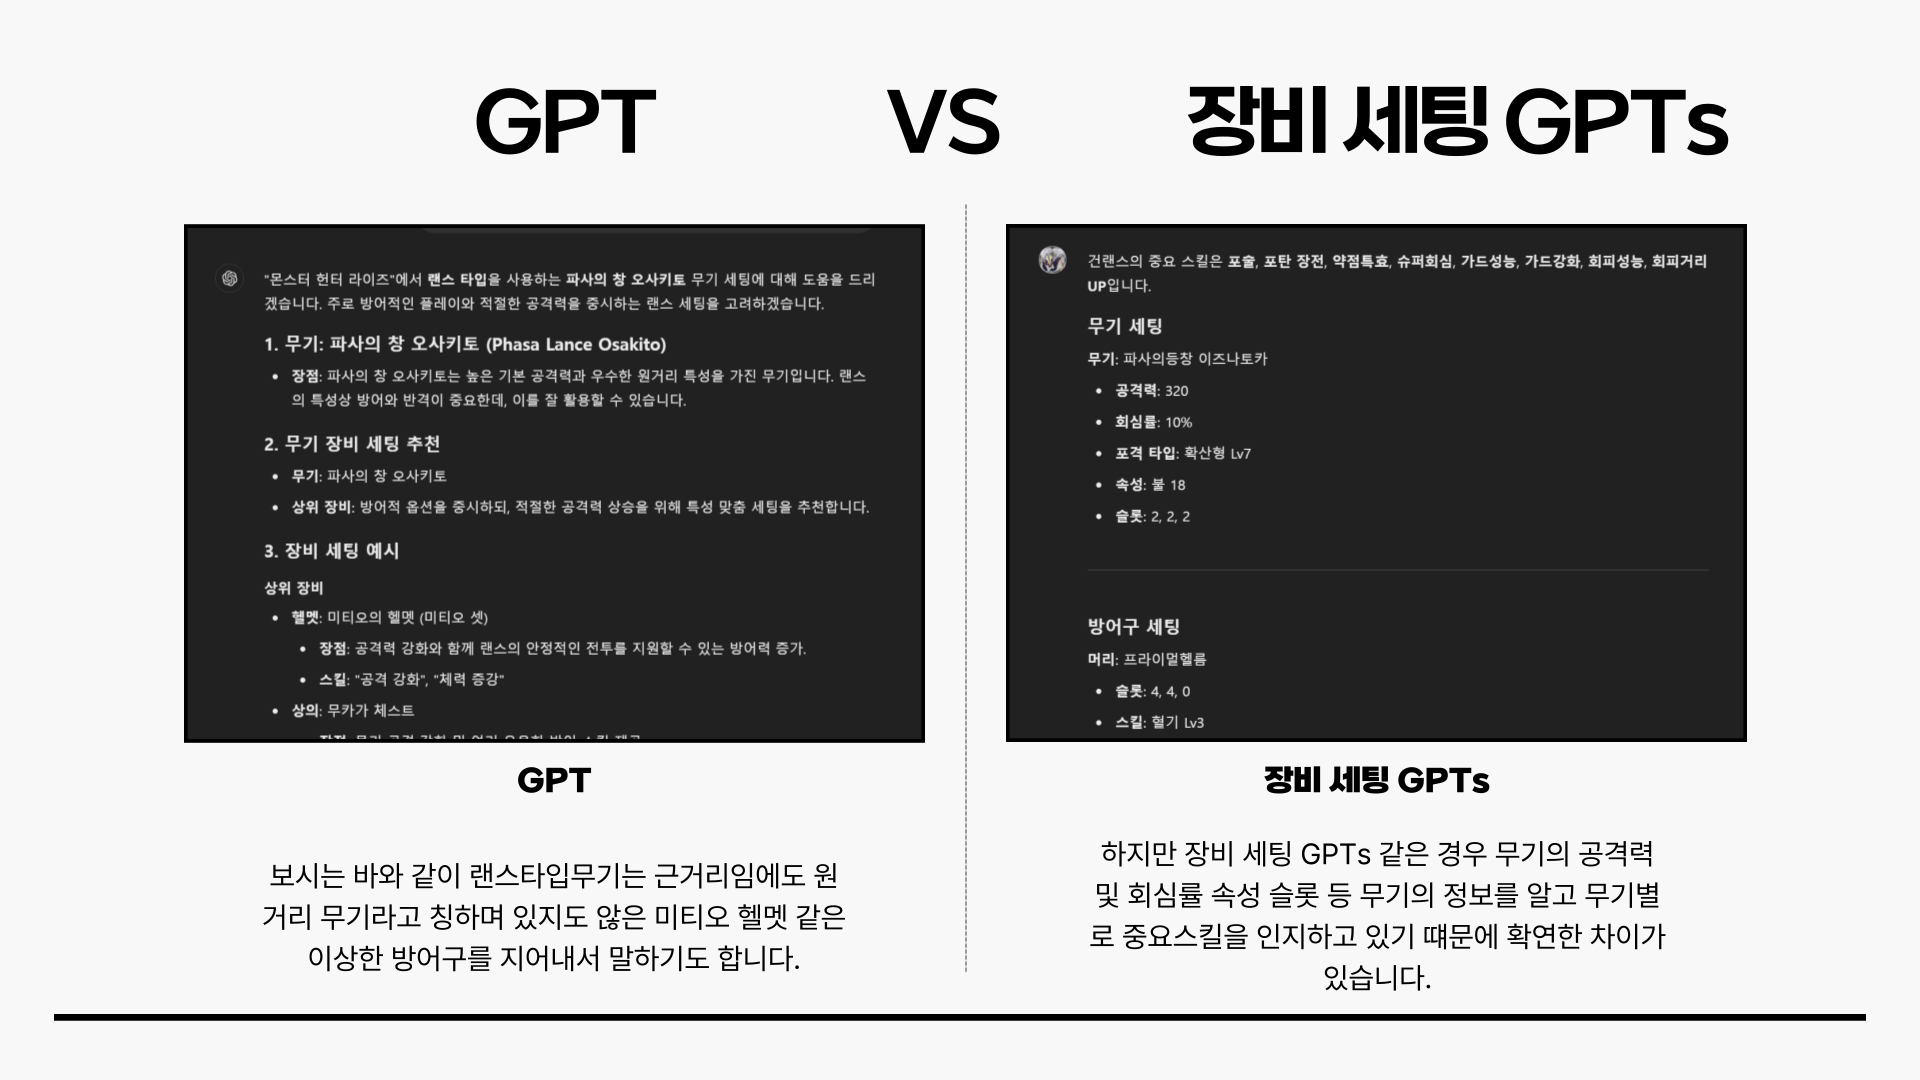 GPT
VS
장비 세팅 GPTs
"몬스터 헌터 라이즈"에서 랜스 타입을 사용하는 파사의 창 오사키토 무기 세팅에 대해 도움을 드리
겠습니다. 주로 방어적인 플레이와 적절한 공격력을 중시하는 랜스 세팅을 고려하겠습니다.
1. 무기: 파사의 창 오사키토 (Phasa Lance Osakito)
• 장점: 파사의 창 오사키토는 높은 기본 공격력과 우수한 원거리 특성을 가진 무기입니다. 랜스
의 특성상 방어와 반격이 중요한데, 이를 잘 활용할 수 있습니다.
2. 무기 장비 세팅 추천
• 무기: 파사의 창 오사키토
• 상위 장비: 방어적 옵션을 중시하되, 적절한 공격력 상승을 위해 특성 맞춤 세팅을 추천합니다.
3. 장비 세팅 예시
상위 장비
• 헬멧: 미티오의 헬멧 (미티오 셋)
• 장점: 공격력 강화와 함께 랜스의 안정적인 전투를 지원할 수 있는 방어력 증가.
• 스킬: "공격 강화", "체력 증강"
• 상의: 무카가 체스트
GPT
보시는 바와 같이 랜스타입무기는 근거리임에도 원
거리 무기라고 칭하며 있지도 않은 미티오 헬멧 같은
이상한 방어구를 지어내서 말하기도 합니다.
건랜스의 중요 스킬은 포술, 포탄 장전, 약점특효, 슈퍼회심, 가드성능, 가드강화, 회피성능, 회피거리
UP입니다.
무기 세팅
무기: 파사의등창 이즈나토카
• 공격력: 320
• 회심률: 10%
• 포격 타입: 확산형 Lv7
• 속성: 불 18
• 슬롯: 2, 2, 2
방어구 세팅
머리: 프라이멀헬름
• 슬롯: 4, 4, 0
• 스킬: 혈기 Lv3
장비 세팅 GPTs
하지만 장비 세팅 GPTs 같은 경우 무기의 공격력
및 회심률 속성 슬롯 등 무기의 정보를 알고 무기별
로 중요스킬을 인지하고 있기 떄문에 확연한 차이가
있습니다.